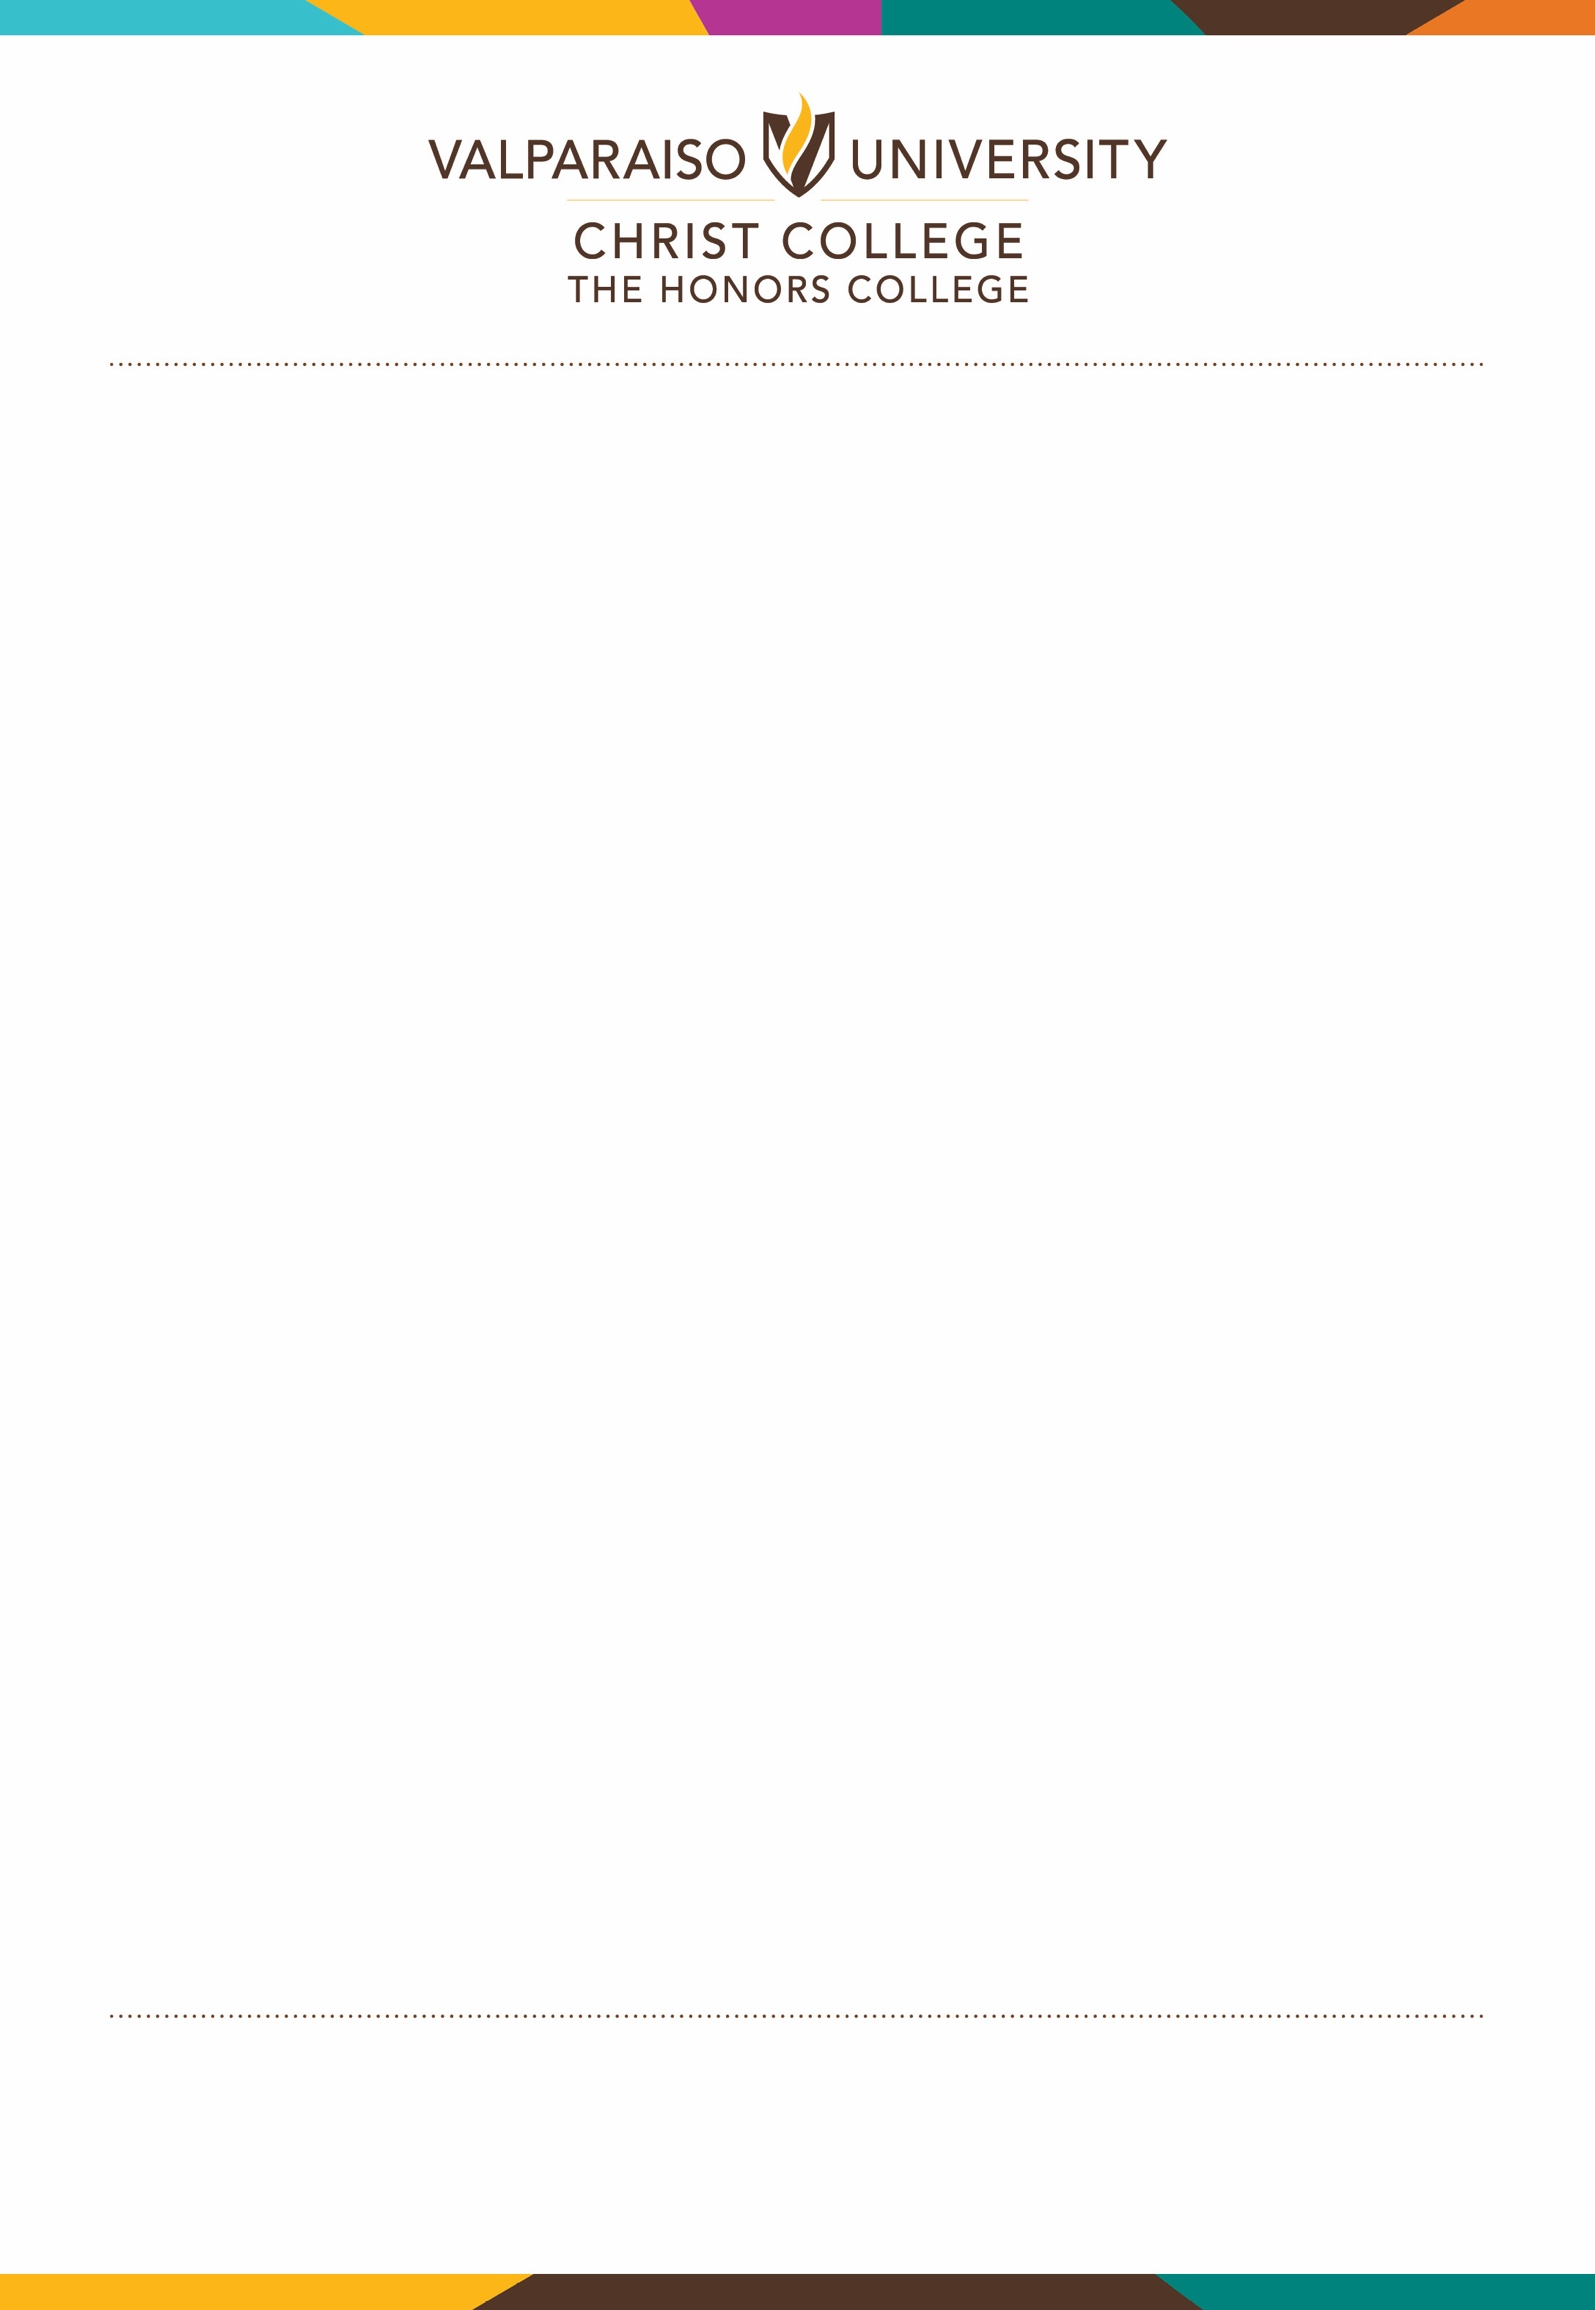 VALPARAISO UNIVERSITY
CHRIST COLLEGE
THE HONORS COLLEGE